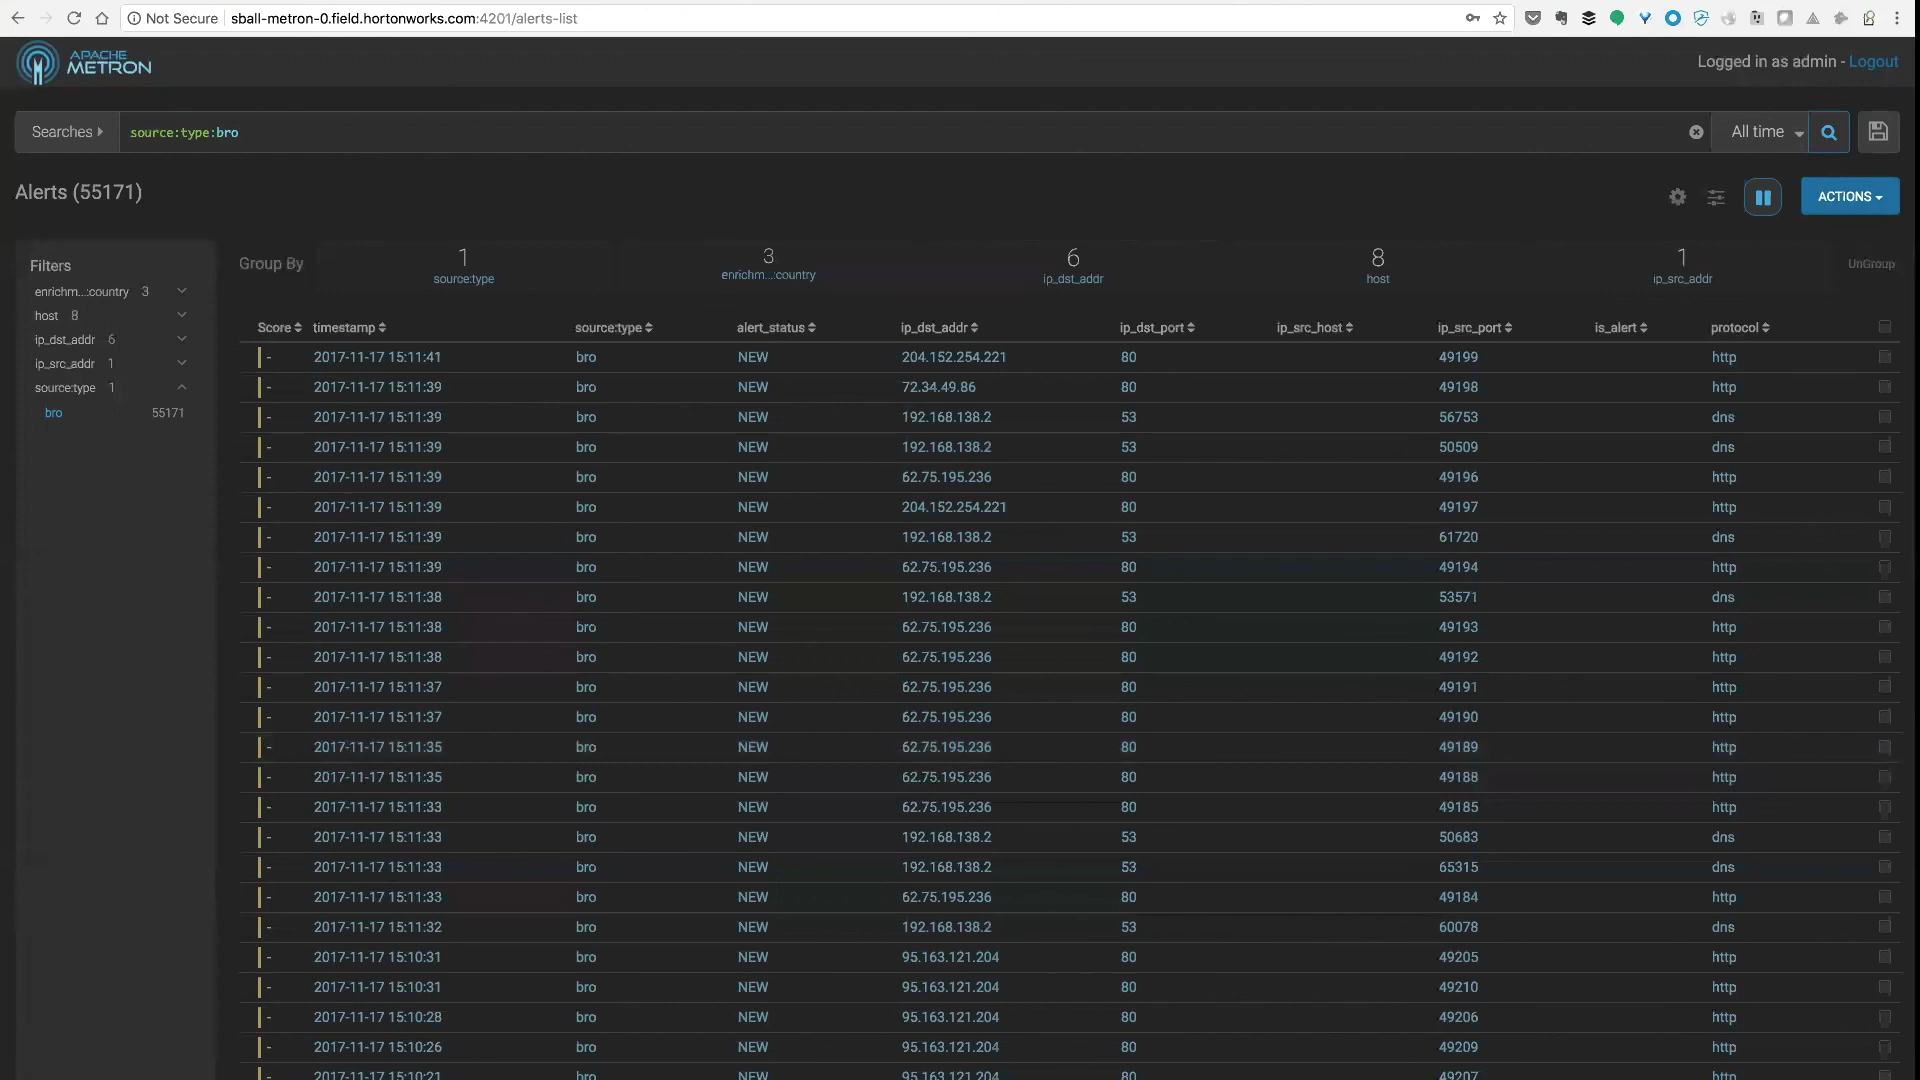 Not Secure sball-metron-0.field.hortonworks.com:4201/alerts-list
APACHE
METRON
Logged in as admin - Logout
Searches source:type:bro All time
Alerts (55171)
ACTIONS
Filters
enrichm...:country 3
host 8
ip_dst_addr 6
ip_src_addr 1
source:type 1
bro 55171
Group By
1 source:type
3 enrichm...:country
6 ip_dst_addr
8 host
1 ip_src_addr
UnGroup
Score timestamp source:type alert_status ip_dst_addr ip_dst_port ip_src_host ip_src_port is_alert protocol
- 2017-11-17 15:11:41 bro NEW 204.152.254.221 80 49199 http
- 2017-11-17 15:11:39 bro NEW 72.34.49.86 80 49198 http
- 2017-11-17 15:11:39 bro NEW 192.168.138.2 53 56753 dns
- 2017-11-17 15:11:39 bro NEW 192.168.138.2 53 50509 dns
- 2017-11-17 15:11:39 bro NEW 62.75.195.236 80 49196 http
- 2017-11-17 15:11:39 bro NEW 204.152.254.221 80 49197 http
- 2017-11-17 15:11:39 bro NEW 192.168.138.2 53 61720 dns
- 2017-11-17 15:11:39 bro NEW 62.75.195.236 80 49194 http
- 2017-11-17 15:11:38 bro NEW 192.168.138.2 53 53571 dns
- 2017-11-17 15:11:38 bro NEW 62.75.195.236 80 49193 http
- 2017-11-17 15:11:38 bro NEW 62.75.195.236 80 49192 http
- 2017-11-17 15:11:37 bro NEW 62.75.195.236 80 49191 http
- 2017-11-17 15:11:37 bro NEW 62.75.195.236 80 49190 http
- 2017-11-17 15:11:35 bro NEW 62.75.195.236 80 49189 http
- 2017-11-17 15:11:35 bro NEW 62.75.195.236 80 49188 http
- 2017-11-17 15:11:33 bro NEW 62.75.195.236 80 49185 http
- 2017-11-17 15:11:33 bro NEW 192.168.138.2 53 50683 dns
- 2017-11-17 15:11:33 bro NEW 192.168.138.2 53 65315 dns
- 2017-11-17 15:11:33 bro NEW 62.75.195.236 80 49184 http
- 2017-11-17 15:11:32 bro NEW 192.168.138.2 53 60078 dns
- 2017-11-17 15:10:31 bro NEW 95.163.121.204 80 49205 http
- 2017-11-17 15:10:31 bro NEW 95.163.121.204 80 49210 http
- 2017-11-17 15:10:28 bro NEW 95.163.121.204 80 49206 http
- 2017-11-17 15:10:26 bro NEW 95.163.121.204 80 49209 http
- 2017-11-17 15:10:21 bro NEW 95.163.121.204 80 49207 http